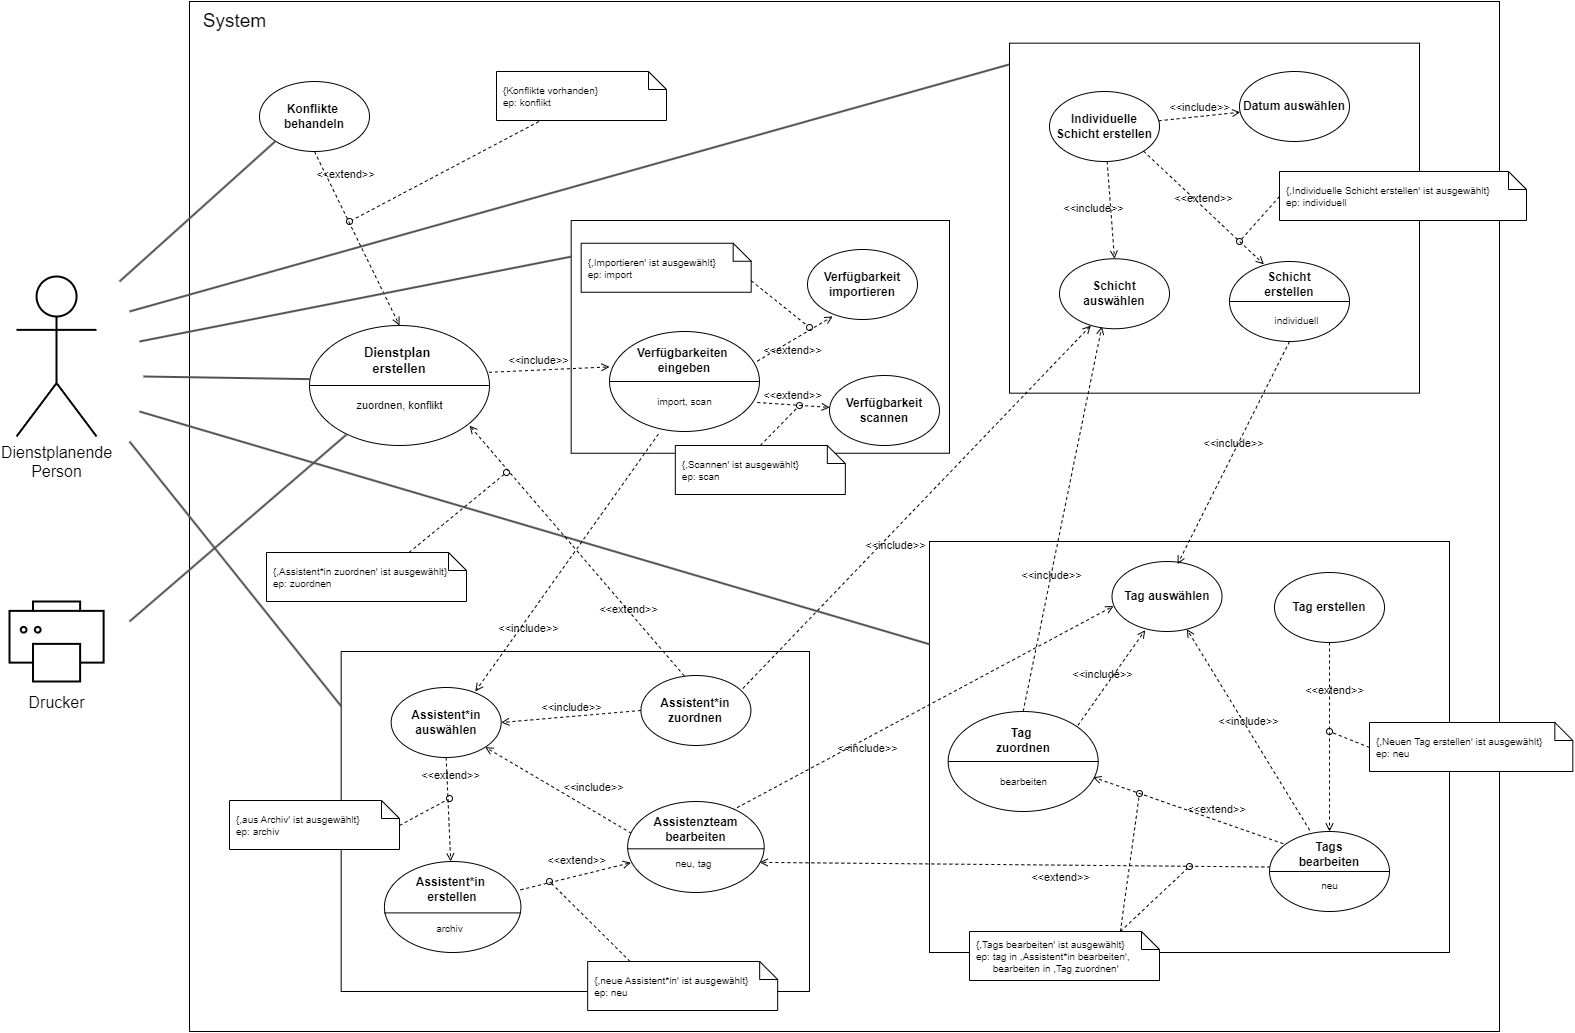 System
Konflikte
behandeln
{Konflikte vorhanden}
ep: konflikt
<<extend>>
Individuelle
Schicht erstellen
<<include>>
Datum auswählen
{‚Individuelle Schicht erstellen' ist ausgewählt}
ep: individuell
<<include>>
<<extend>>
Schicht
auswählen
Schicht
erstellen
individuell
{‚Importieren' ist ausgewählt}
ep: import
Verfügbarkeit
importieren
Dienstplan
erstellen
zuordnen, konflikt
<<include>>
Verfügbarkeiten
eingeben
import, scan
<<extend>>
<<extend>>
Verfügbarkeit
scannen
{‚Scannen' ist ausgewählt}
ep: scan
Dienstplanende
Person
<<include>>
{‚Assistent*in zuordnen' ist ausgewählt}
ep: zuordnen
<<include>>
<<include>>
<<extend>>
<<include>>
Drucker
Tag auswählen
Tag erstellen
Assistent*in
auswählen
<<include>>
Assistent*in
zuordnen
<<include>>
<<extend>>
<<include>>
<<include>>
Tag
zuordnen
bearbeiten
{‚Neuen Tag erstellen' ist ausgewählt}
ep: neu
<<extend>>
<<include>>
{‚aus Archiv' ist ausgewählt}
ep: archiv
Assistenzteam
bearbeiten
neu, tag
<<extend>>
<<extend>>
Assistent*in
erstellen
archiv
<<extend>>
Tags
bearbeiten
neu
{‚Tags bearbeiten' ist ausgewählt}
ep: tag in ‚Assistent*in bearbeiten',
bearbeiten in ‚Tag zuordnen'
{‚neue Assistent*in' ist ausgewählt}
ep: neu